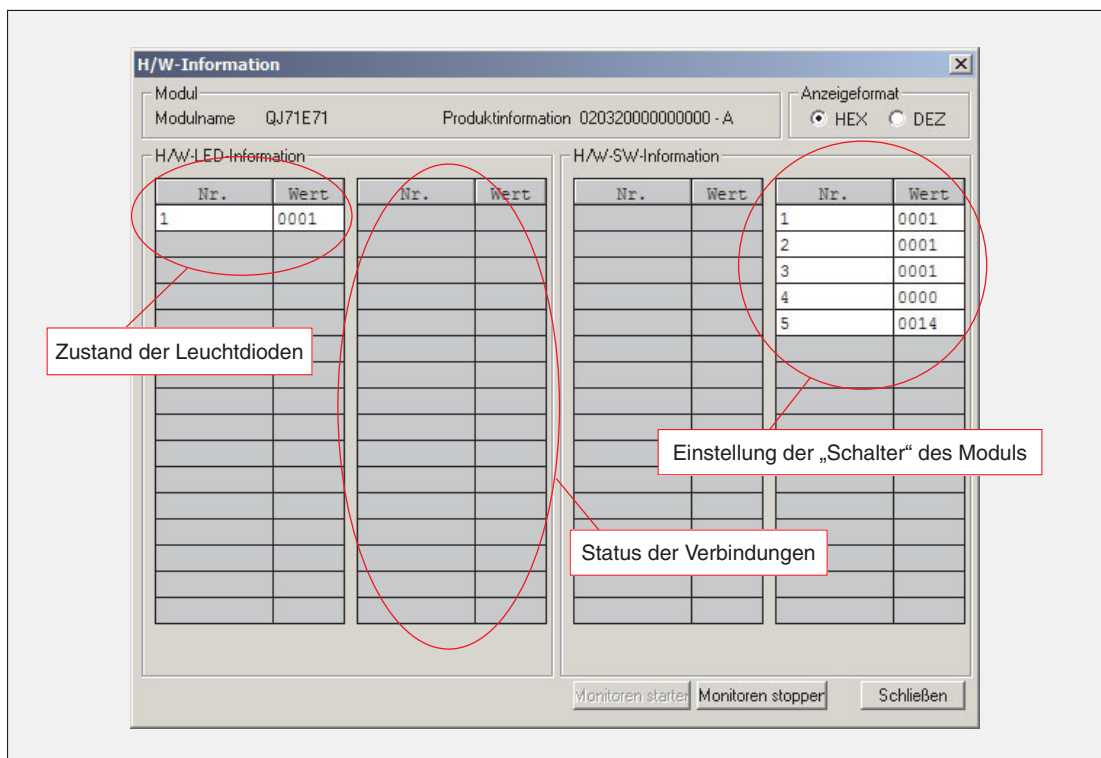 H/W-Information
Modul
Modulname QJ71E71 Produktinformation 020320000000000 - A
Anzeigeformat
HEX DEZ
H/W-LED-Information
H/W-SW-Information
Nr. Wert Nr. Wert Nr. Wert Nr. Wert
1 0001 1 0001
2 0001
3 0001
4 0000
5 0014
Zustand der Leuchtdioden
Einstellung der „Schalter“ des Moduls
Status der Verbindungen
Monitoren starten Monitoren stoppen Schließen